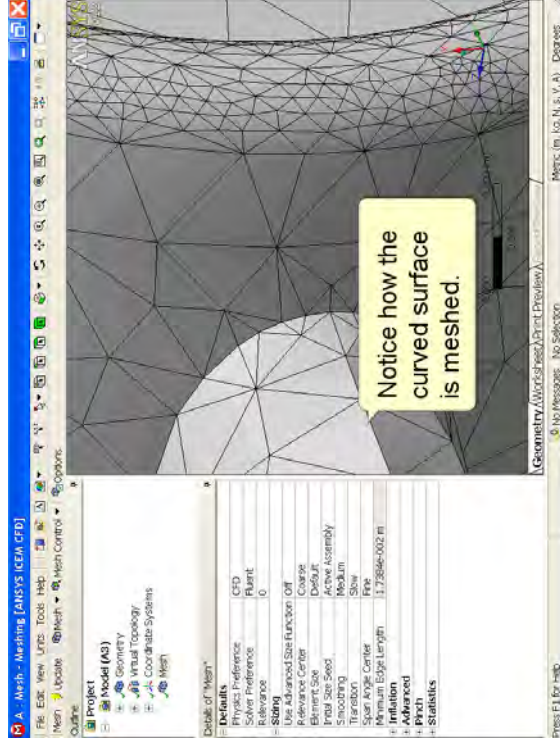 A : Mesh - Meshing [ANSYS ICEM CFD]
File Edit View Units Tools Help
Mesh Update Mesh Mesh Control Options
Outline
Project
Model (A3)
Geometry
Virtual Topology
Coordinate Systems
Mesh
Details of "Mesh"
Defaults
Physics Preference CFD
Solver Preference Fluent
Relevance 0
Sizing
Use Advanced Size Function Off
Relevance Center Coarse
Element Size Default
Initial Size Seed Active Assembly
Smoothing Medium
Transition Slow
Span Angle Center Fine
Minimum Edge Length 1.7384e-002 m
Inflation
Advanced
Pinch
Statistics
ANSYS
Notice how the
curved surface
is meshed.
Geometry Worksheet Print Preview
Press F1 for Help
0 No Messages No Selection Metric (m, kg, N, V, A) Degrees